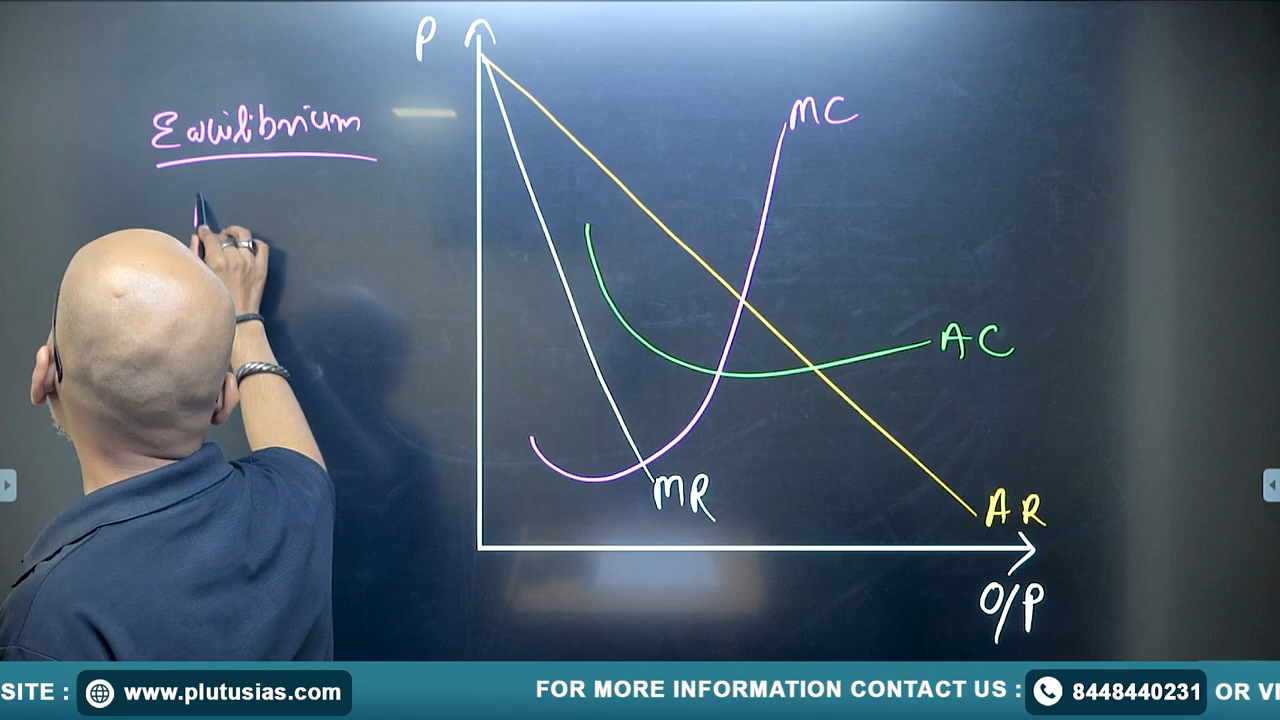 P
Equilibrium
MC
AC
MR
AR
O/P
SITE : www.plutusias.com FOR MORE INFORMATION CONTACT US : 8448440231 OR VI